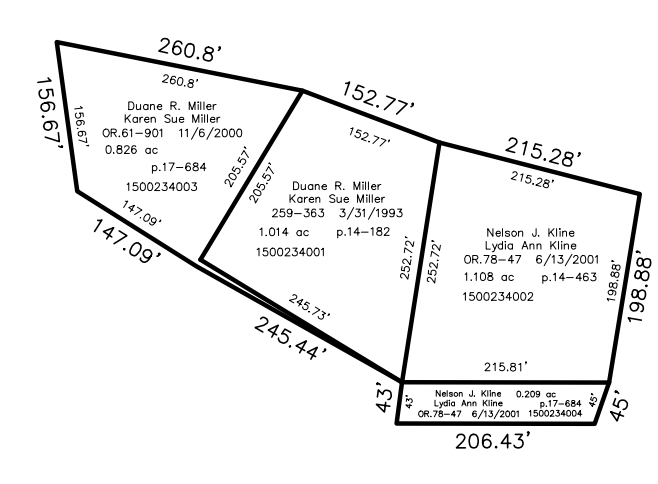 260.8'
260.8'
156.67'
156.67'
Duane R. Miller
Karen Sue Miller
OR.61-901 11/6/2000
0.826 ac
p.17-684
1500234003
147.09'
147.09'
205.57'
205.57'
152.77'
152.77'
Duane R. Miller
Karen Sue Miller
259-363 3/31/1993
1.014 ac p.14-182
1500234001
245.73'
245.44'
252.72'
252.72'
215.28'
215.28'
Nelson J. Kline
Lydia Ann Kline
OR.78-47 6/13/2001
1.108 ac p.14-463
1500234002
198.88'
198.88'
215.81'
43'
43'
Nelson J. Kline 0.209 ac
Lydia Ann Kline p.17-684
OR.78-47 6/13/2001 1500234004
45'
45'
206.43'